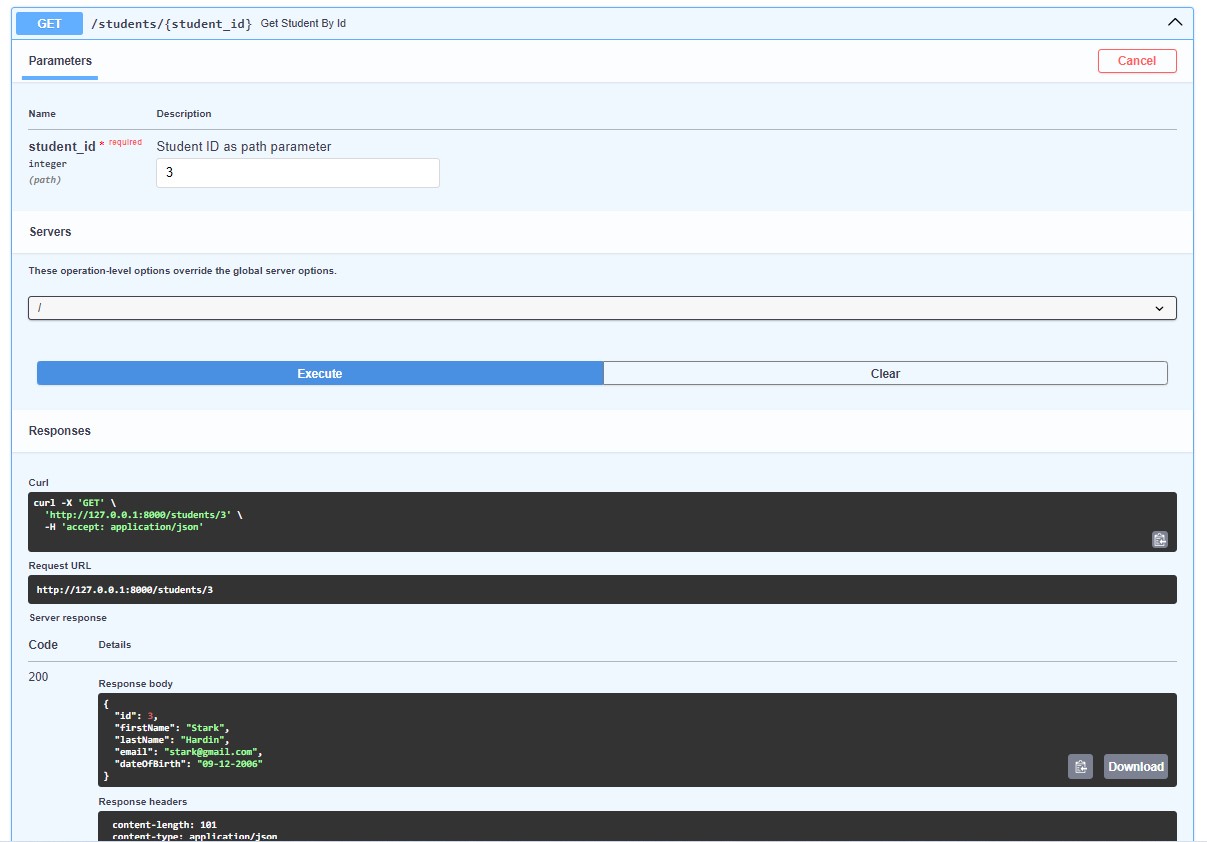 GET /students/{student_id} Get Student By Id
Parameters
Cancel
Name Description
student_id * required Student ID as path parameter
integer
(path)
3
Servers
These operation-level options override the global server options.
/
Execute Clear
Responses
Curl
curl -X 'GET' \
'http://127.0.0.1:8000/students/3' \
-H 'accept: application/json'
Request URL
http://127.0.0.1:8000/students/3
Server response
Code Details
200
Response body
{
"id": 3,
"firstName": "Stark",
"lastName": "Hardin",
"email": "stark@gmail.com",
"dateOfBirth": "09-12-2006"
}
Download
Response headers
content-length: 101
content-type: application/json